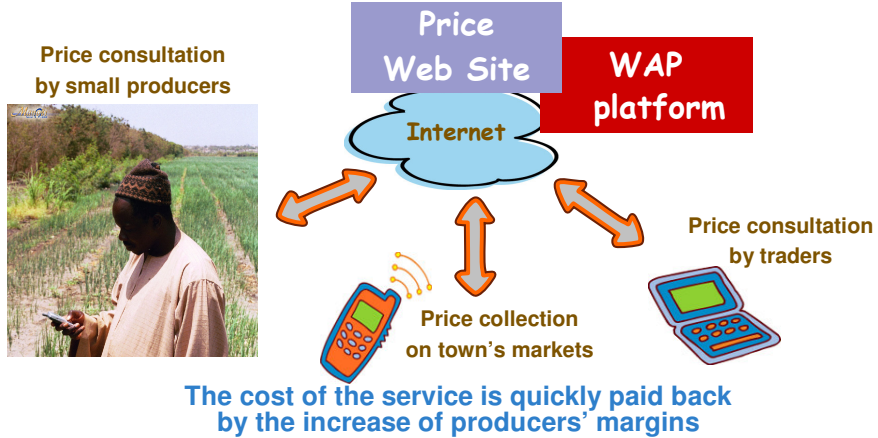 Price
Web Site
WAP
platform
Internet
Price consultation
by small producers
Price consultation
by traders
Price collection
on town's markets
The cost of the service is quickly paid back
by the increase of producers' margins